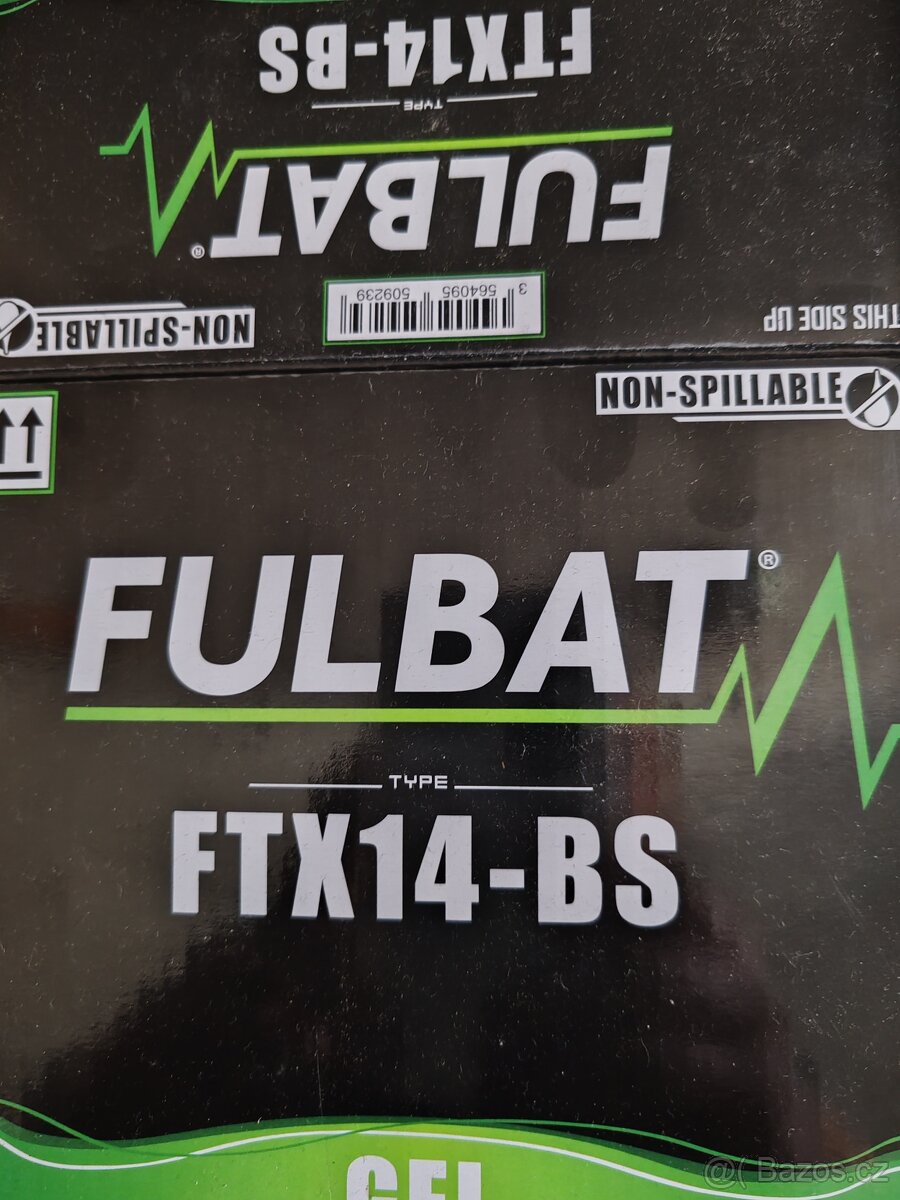 FTX14-BS
TYPE
FULBAT®
3 564095 509239
NON-SPILLABLE
THIS SIDE UP
NON-SPILLABLE
FULBAT®
TYPE
FTX14-BS
GEL
@( Bazos.cz